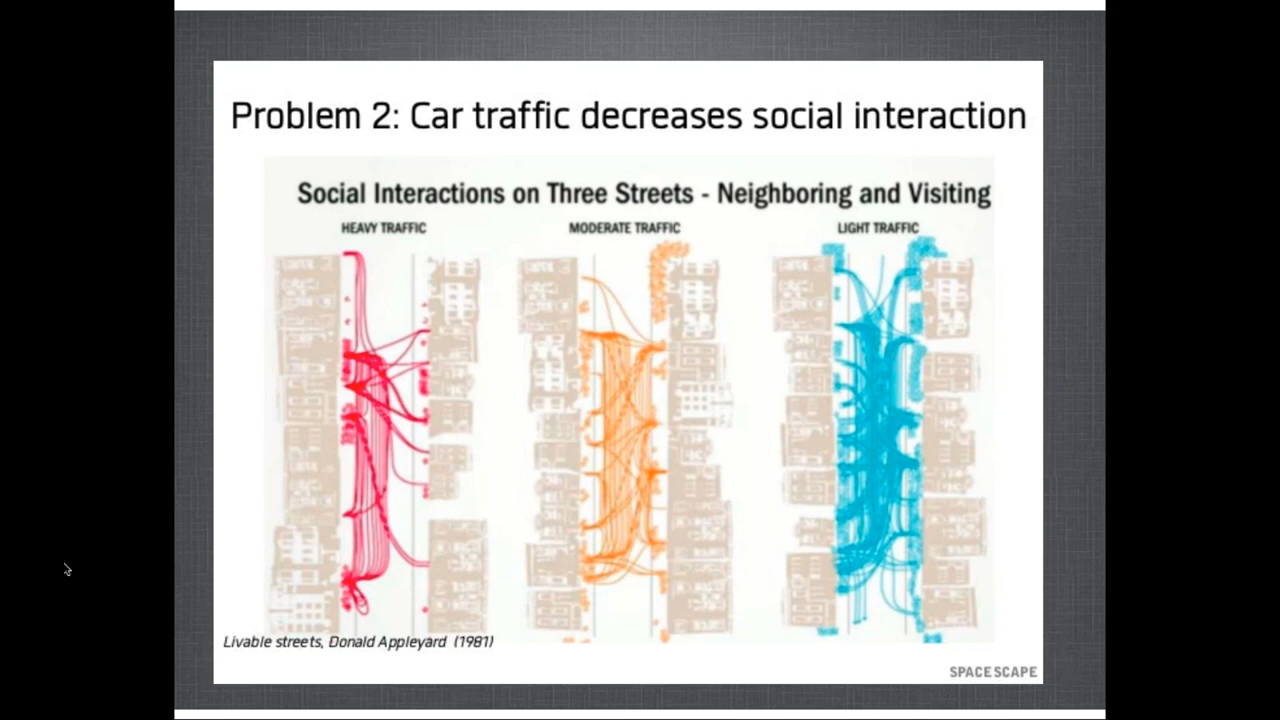 Problem 2: Car traffic decreases social interaction
Social Interactions on Three Streets - Neighboring and Visiting
HEAVY TRAFFIC
MODERATE TRAFFIC
LIGHT TRAFFIC
Livable streets, Donald Appleyard (1981)
SPACESCAPE